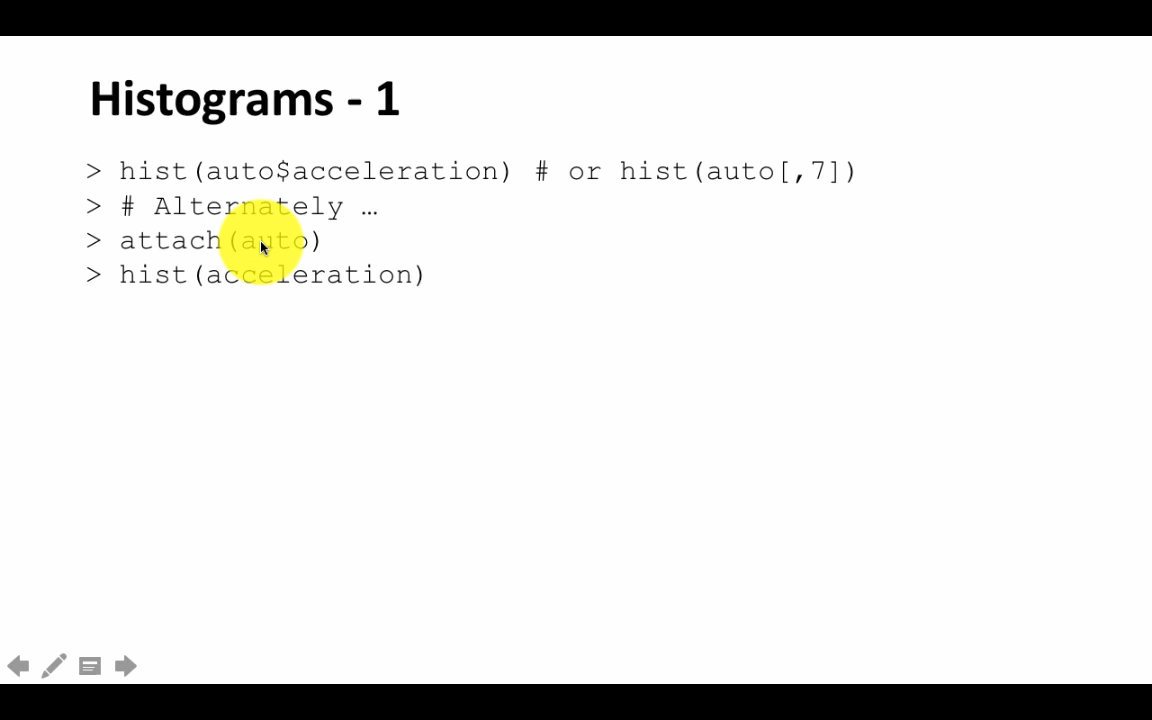 Histograms - 1
> hist(auto$acceleration) # or hist(auto[,7])
> # Alternately …
> attach(auto)
> hist(acceleration)